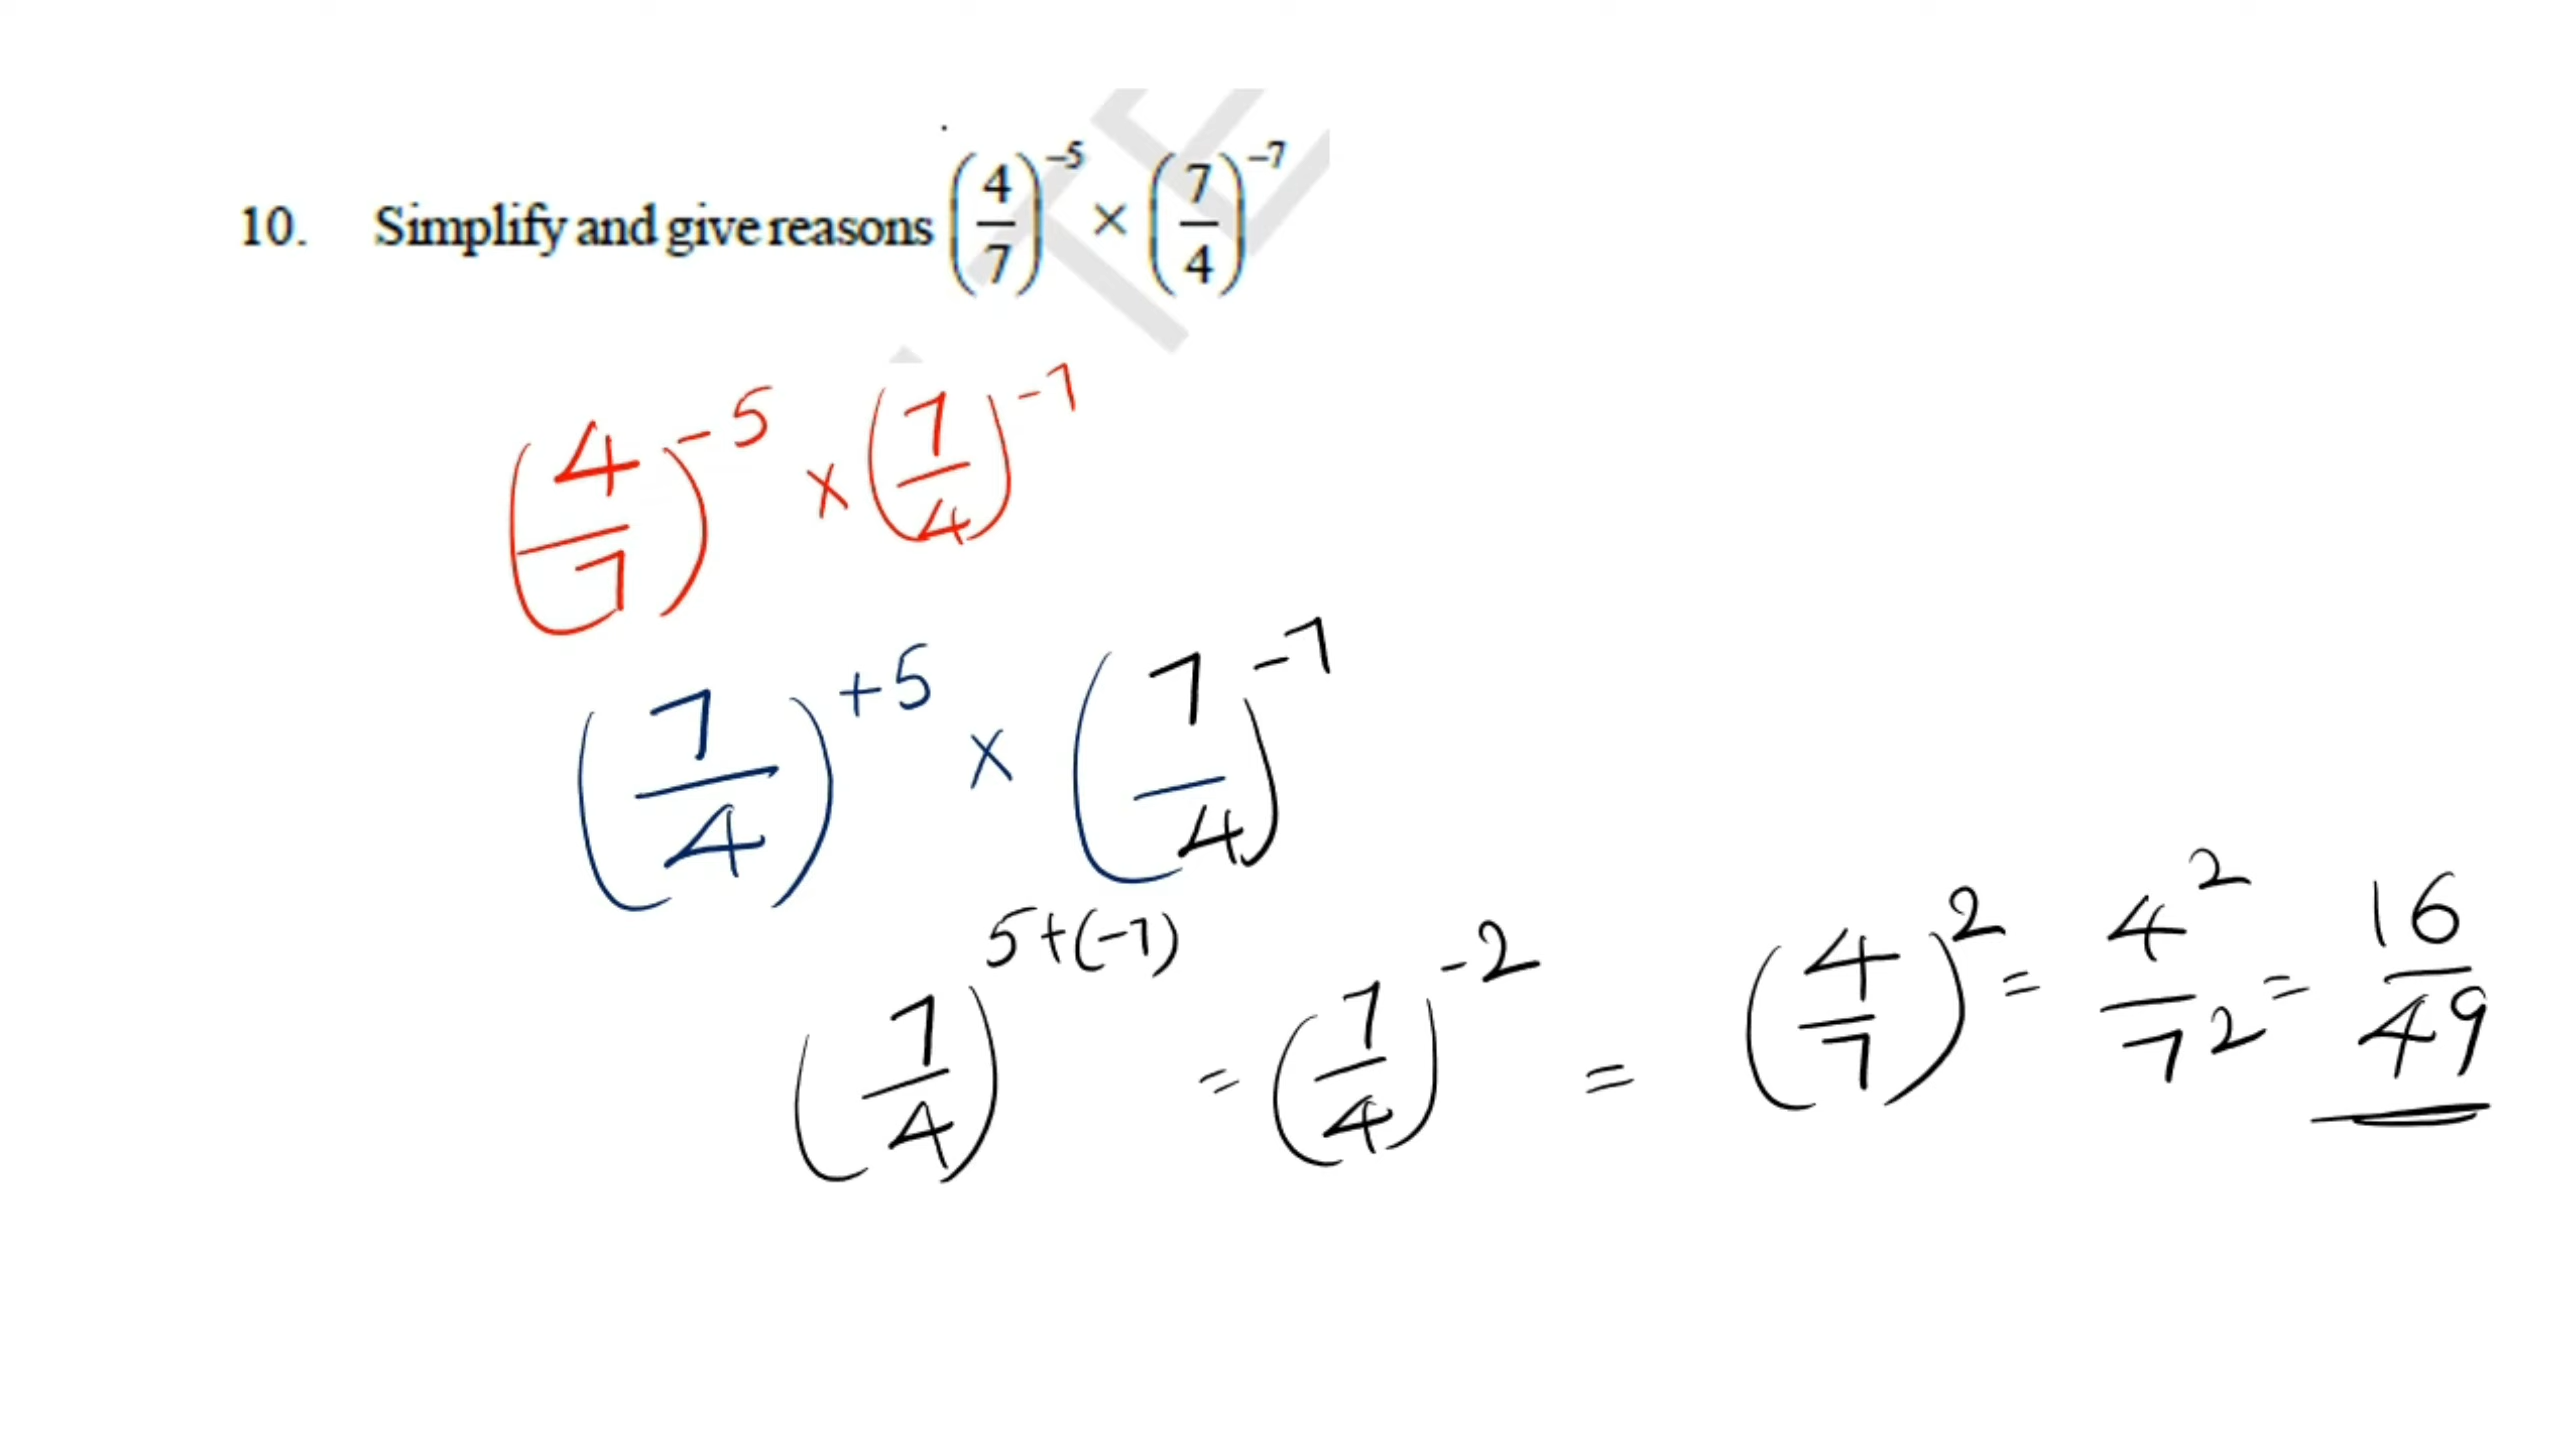 10. Simplify and give reasons (4/7)^-5 × (7/4)^-7
(4/7)^-5 × (7/4)^-7
(7/4)^+5 × (7/4)^-7
(7/4)^5+(-7) = (7/4)^-2 = (4/7)^2 = 4^2/7^2 = 16/49